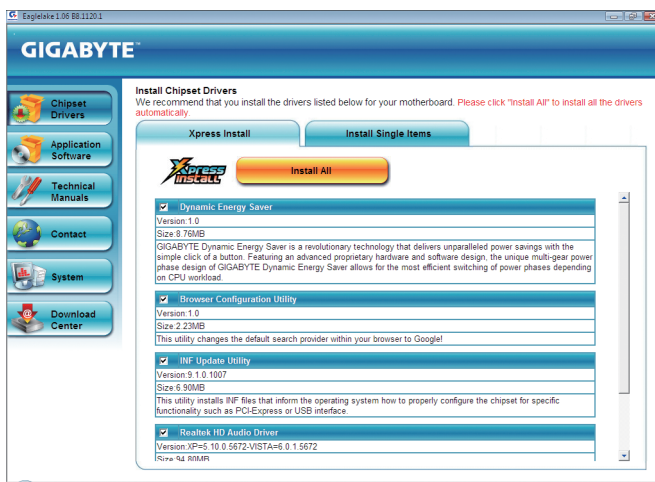 Eaglelake 1.06 B8.1120.1
GIGABYTE™
Chipset
Drivers
Application
Software
Technical
Manuals
Contact
System
Download
Center
Install Chipset Drivers
We recommend that you install the drivers listed below for your motherboard. Please click "Install All" to install all the drivers
automatically.
Xpress Install
Install Single Items
Xpress
Install
Install All
Dynamic Energy Saver
Version:1.0
Size:8.76MB
GIGABYTE Dynamic Energy Saver is a revolutionary technology that delivers unparalleled power savings with the
simple click of a button. Featuring an advanced proprietary hardware and software design, the unique multi-gear power
phase design of GIGABYTE Dynamic Energy Saver allows for the most efficient switching of power phases depending
on CPU workload.
Browser Configuration Utility
Version:1.0
Size:2.23MB
This utility changes the default search provider within your browser to Google!
INF Update Utility
Version:9.1.0.1007
Size:6.90MB
This utility installs INF files that inform the operating system how to properly configure the chipset for specific
functionality such as PCI-Express or USB interface.
Realtek HD Audio Driver
Version:XP=5.10.0.5672-VISTA=6.0.1.5672
Size:94.80MB